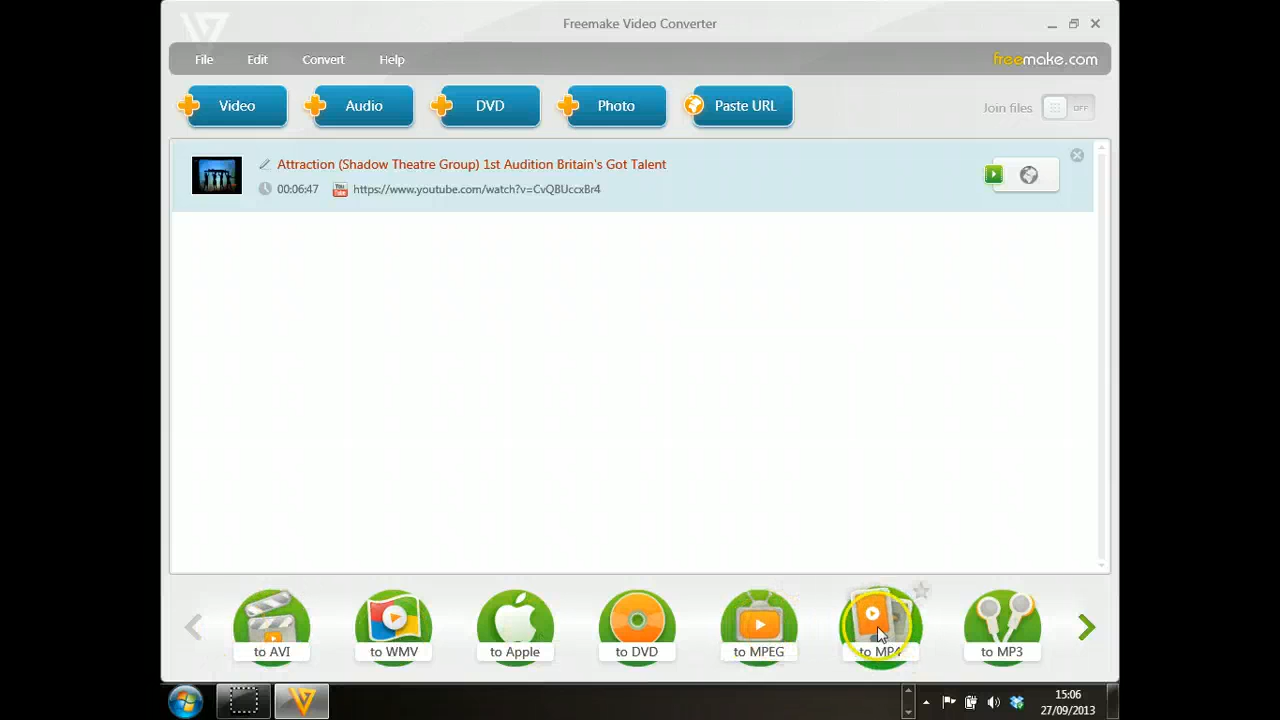 Freemake Video Converter
File Edit Convert Help freemake.com
Video Audio DVD Photo Paste URL Join files OFF
Attraction (Shadow Theatre Group) 1st Audition Britain's Got Talent
00:06:47 You Tube https://www.youtube.com/watch?v=CvQBUccxBr4
to AVI to WMV to Apple to DVD to MPEG to MP4 to MP3
15:06
27/09/2013